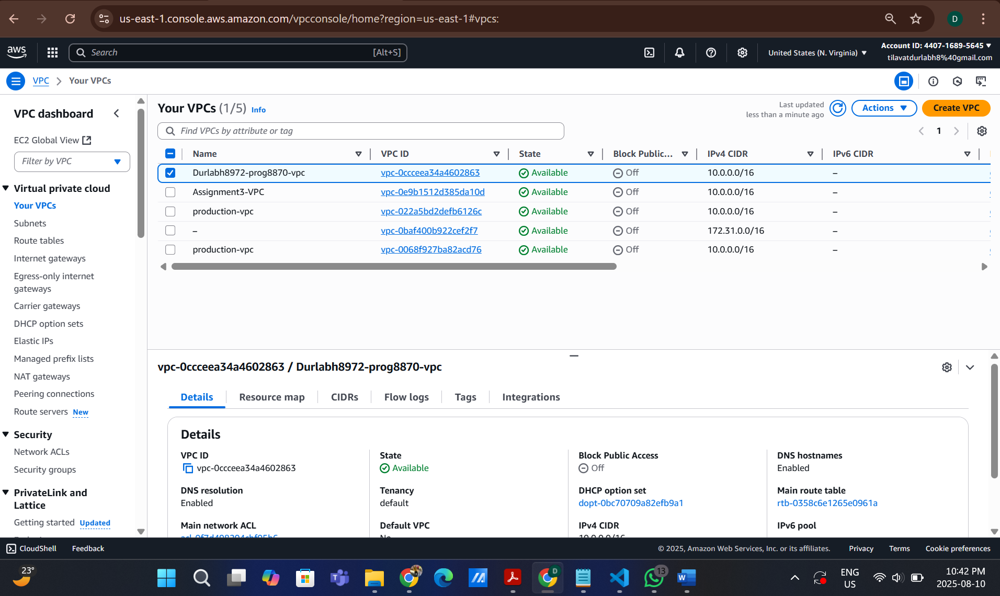 us-east-1.console.aws.amazon.com/vpcconsole/home?region=us-east-1#vpcs:
D
aws
Search
[Alt+S]
United States (N. Virginia)
Account ID: 4407-1689-5645
tilavatdurlabh8%40gmail.com
VPC
Your VPCs
VPC dashboard
EC2 Global View
Filter by VPC
Virtual private cloud
Your VPCs
Subnets
Route tables
Internet gateways
Egress-only internet
gateways
Carrier gateways
DHCP option sets
Elastic IPs
Managed prefix lists
NAT gateways
Peering connections
Route servers New
Security
Network ACLs
Security groups
PrivateLink and
Lattice
Getting started Updated
Your VPCs (1/5) Info
Last updated
less than a minute ago
Actions
Create VPC
Find VPCs by attribute or tag
1
Name VPC ID State Block Public... IPv4 CIDR IPv6 CIDR
Durlabh8972-prog8870-vpc vpc-0ccceea34a4602863 Available Off 10.0.0.0/16 –
Assignment3-VPC vpc-0e9b1512d385da10d Available Off 10.0.0.0/16 –
production-vpc vpc-022a5bd2defb6126c Available Off 10.0.0.0/16 –
– vpc-0baf400b922cef2f7 Available Off 172.31.0.0/16 –
production-vpc vpc-0068f927ba82acd76 Available Off 10.0.0.0/16 –
vpc-0ccceea34a4602863 / Durlabh8972-prog8870-vpc
Details Resource map CIDRs Flow logs Tags Integrations
Details
VPC ID
vpc-0ccceea34a4602863
State
Available
Block Public Access
Off
DNS hostnames
Enabled
DNS resolution
Enabled
Tenancy
default
DHCP option set
dopt-0bc70709a82efb9a1
Main route table
rtb-0358c6e1265e0961a
Main network ACL
Default VPC
No
IPv4 CIDR
10.0.0.0/16
IPv6 pool
CloudShell
Feedback
© 2025, Amazon Web Services, Inc. or its affiliates.
Privacy
Terms
Cookie preferences
23°
D
13
ENG
US
10:42 PM
2025-08-10